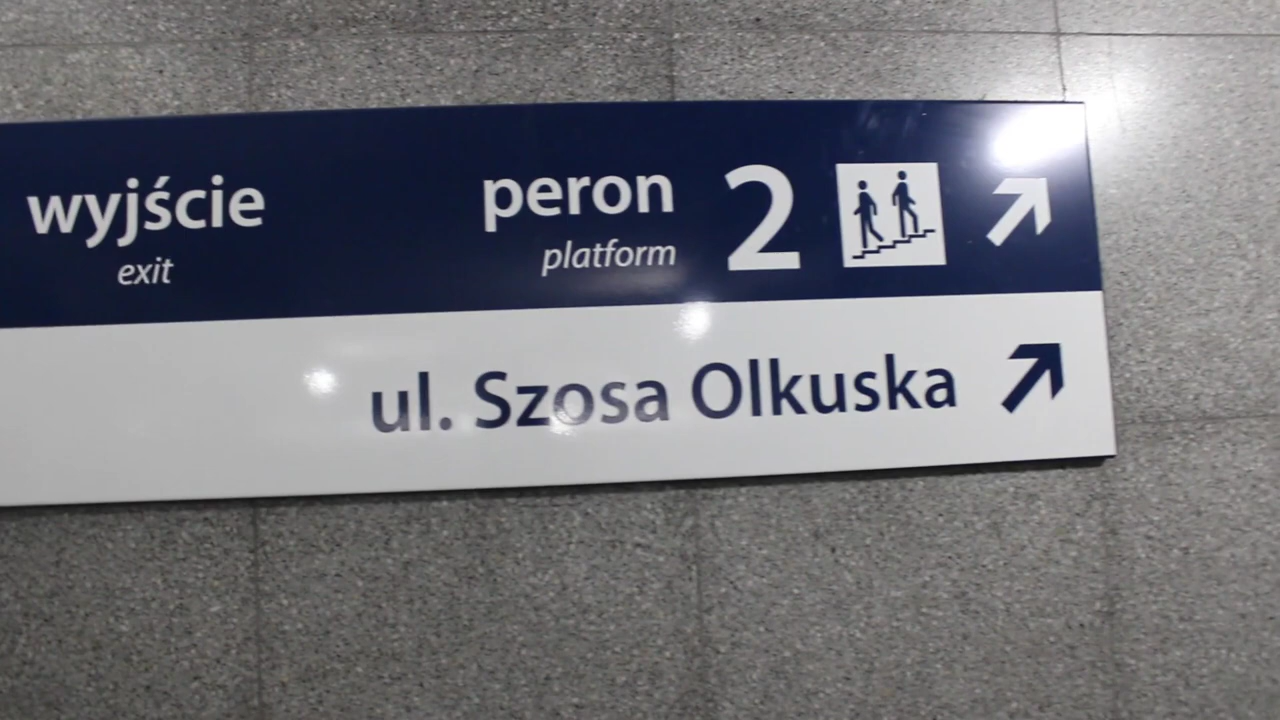 wyjście
exit
peron 2
platform
ul. Szosa Olkuska